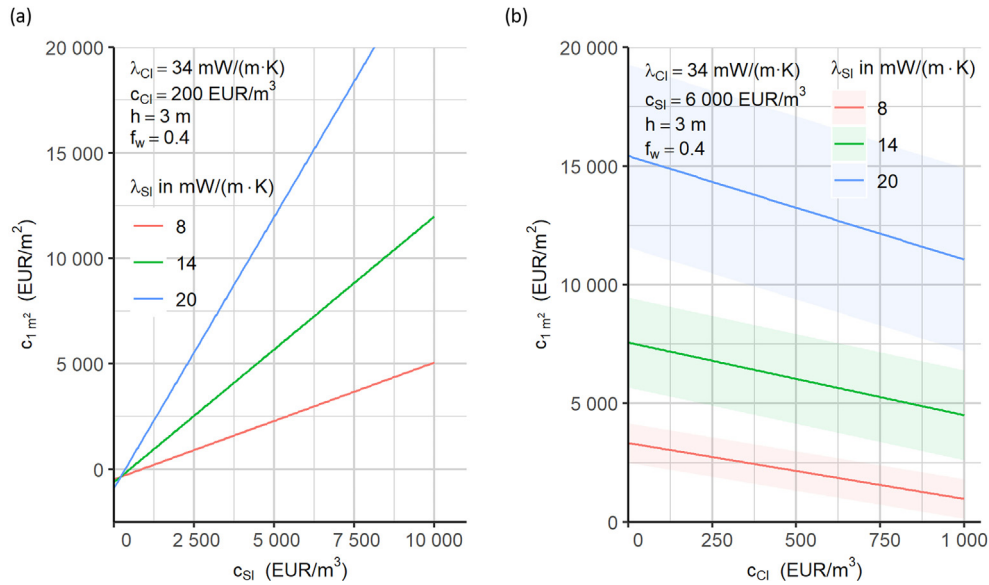 (a)
20 000
15 000
10 000
5 000
0
c₁ m² (EUR/m²)
λCI = 34 mW/(m·K)
cCI = 200 EUR/m³
h = 3 m
fw = 0.4
λSI in mW/(m·K)
8
14
20
0 2 500 5 000 7 500 10 000
cSI (EUR/m³)
(b)
20 000
15 000
10 000
5 000
0
c₁ m² (EUR/m²)
λCI = 34 mW/(m·K)
cSI = 6 000 EUR/m³
h = 3 m
fw = 0.4
λSI in mW/(m·K)
8
14
20
0 250 500 750 1 000
cCI (EUR/m³)